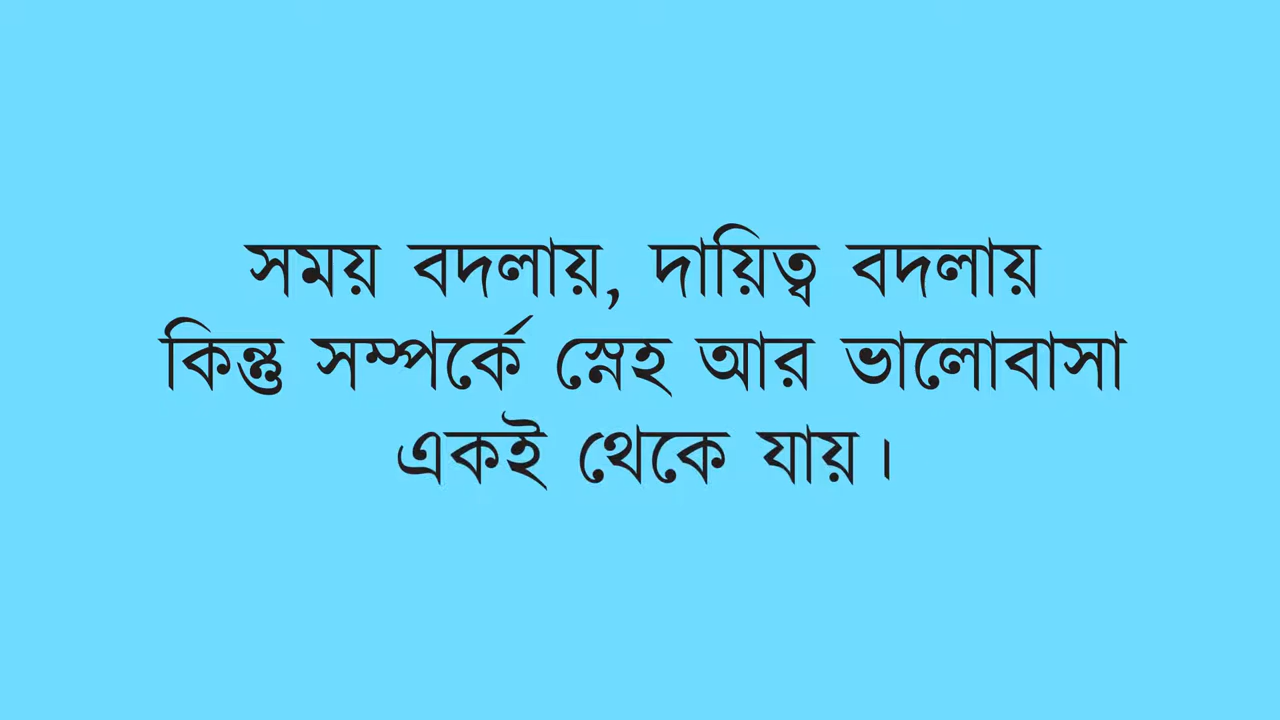 সময় বদলায়, দায়িত্ব বদলায়
কিন্তু সম্পর্কে স্নেহ আর ভালোবাসা
একই থেকে যায়।